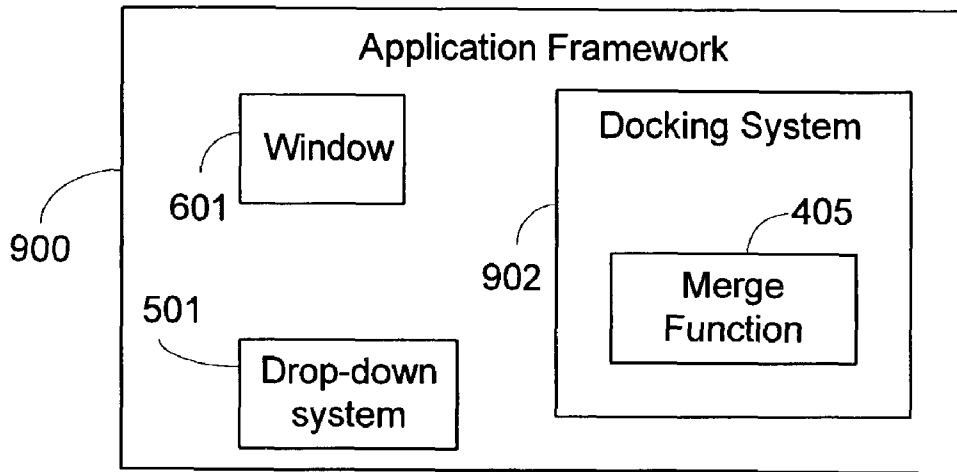 Application Framework
Window
601
900
Docking System
902
405
Merge
Function
501
Drop-down
system